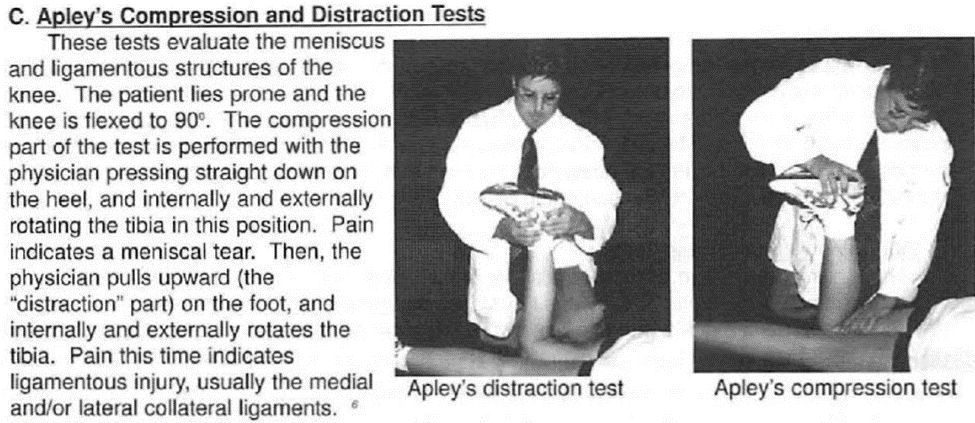 C. Apley's Compression and Distraction Tests
These tests evaluate the meniscus
and ligamentous structures of the
knee. The patient lies prone and the
knee is flexed to 90º. The compression
part of the test is performed with the
physician pressing straight down on
the heel, and internally and externally
rotating the tibia in this position. Pain
indicates a meniscal tear. Then, the
physician pulls upward (the
"distraction" part) on the foot, and
internally and externally rotates the
tibia. Pain this time indicates
ligamentous injury, usually the medial
and/or lateral collateral ligaments. 6
Apley's distraction test
Apley's compression test